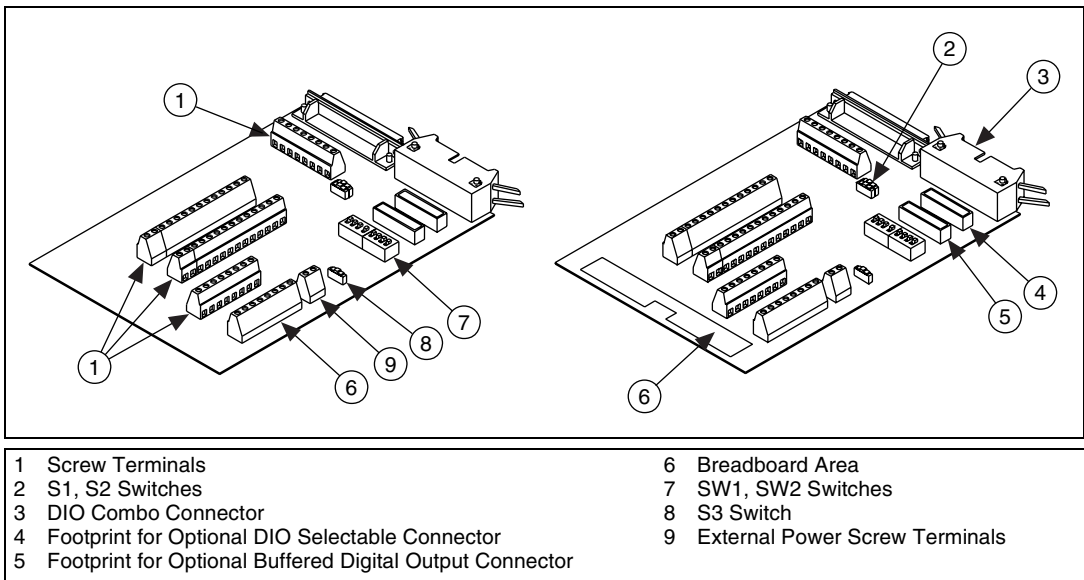 2
3
1
4
5
7
8
9
6
1
6
1 Screw Terminals
2 S1, S2 Switches
3 DIO Combo Connector
4 Footprint for Optional DIO Selectable Connector
5 Footprint for Optional Buffered Digital Output Connector
6 Breadboard Area
7 SW1, SW2 Switches
8 S3 Switch
9 External Power Screw Terminals